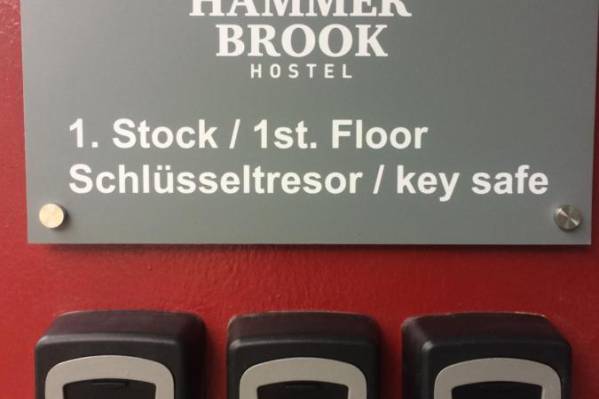 HAMMER
BROOK
HOSTEL
1. Stock / 1st. Floor
Schlüsseltresor / key safe